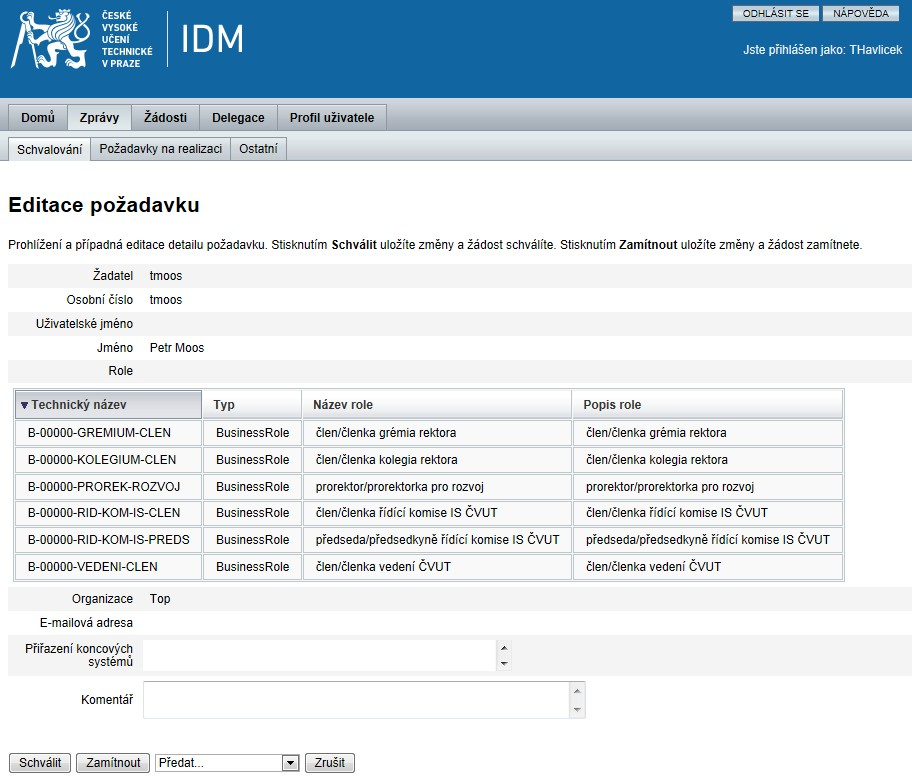 ČESKÉ
VYSOKÉ
UČENÍ
TECHNICKÉ
V PRAZE
IDM
ODHLÁSIT SE NÁPOVĚDA
Jste přihlášen jako: THavlicek
Domů Zprávy Žádosti Delegace Profil uživatele
Schvalování Požadavky na realizaci Ostatní
Editace požadavku
Prohlížení a případná editace detailu požadavku. Stisknutím Schválit uložíte změny a žádost schválíte. Stisknutím Zamítnout uložíte změny a žádost zamítnete.
Žadatel tmoos
Osobní číslo tmoos
Uživatelské jméno
Jméno Petr Moos
Role
Technický název Typ Název role Popis role
B-00000-GREMIUM-CLEN BusinessRole člen/členka grémia rektora člen/členka grémia rektora
B-00000-KOLEGIUM-CLEN BusinessRole člen/členka kolegia rektora člen/členka kolegia rektora
B-00000-PROREK-ROZVOJ BusinessRole prorektor/prorektorka pro rozvoj prorektor/prorektorka pro rozvoj
B-00000-RID-KOM-IS-CLEN BusinessRole člen/členka řídící komise IS ČVUT člen/členka řídící komise IS ČVUT
B-00000-RID-KOM-IS-PREDS BusinessRole předseda/předsedkyně řídící komise IS ČVUT předseda/předsedkyně řídící komise IS ČVUT
B-00000-VEDENI-CLEN BusinessRole člen/členka vedení ČVUT člen/členka vedení ČVUT
Organizace Top
E-mailová adresa
Přiřazení koncových
systémů
Komentář
Schválit Zamítnout Předat... Zrušit